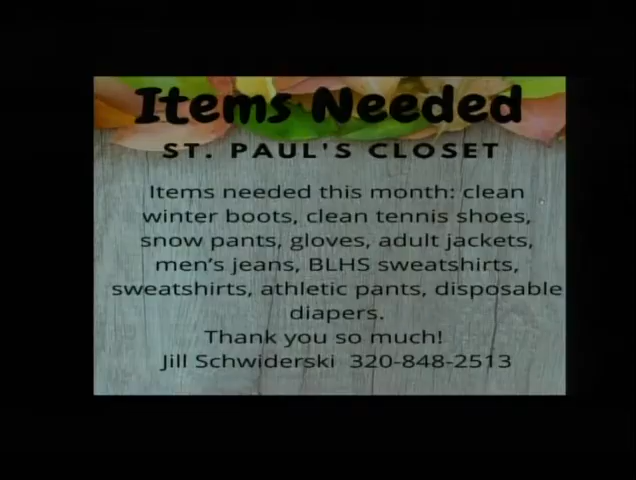 Items Needed
ST. PAUL'S CLOSET
Items needed this month: clean
winter boots, clean tennis shoes,
snow pants, gloves, adult jackets,
men's jeans, BLHS sweatshirts,
sweatshirts, athletic pants, disposable
diapers.
Thank you so much!
Jill Schwiderski 320-848-2513